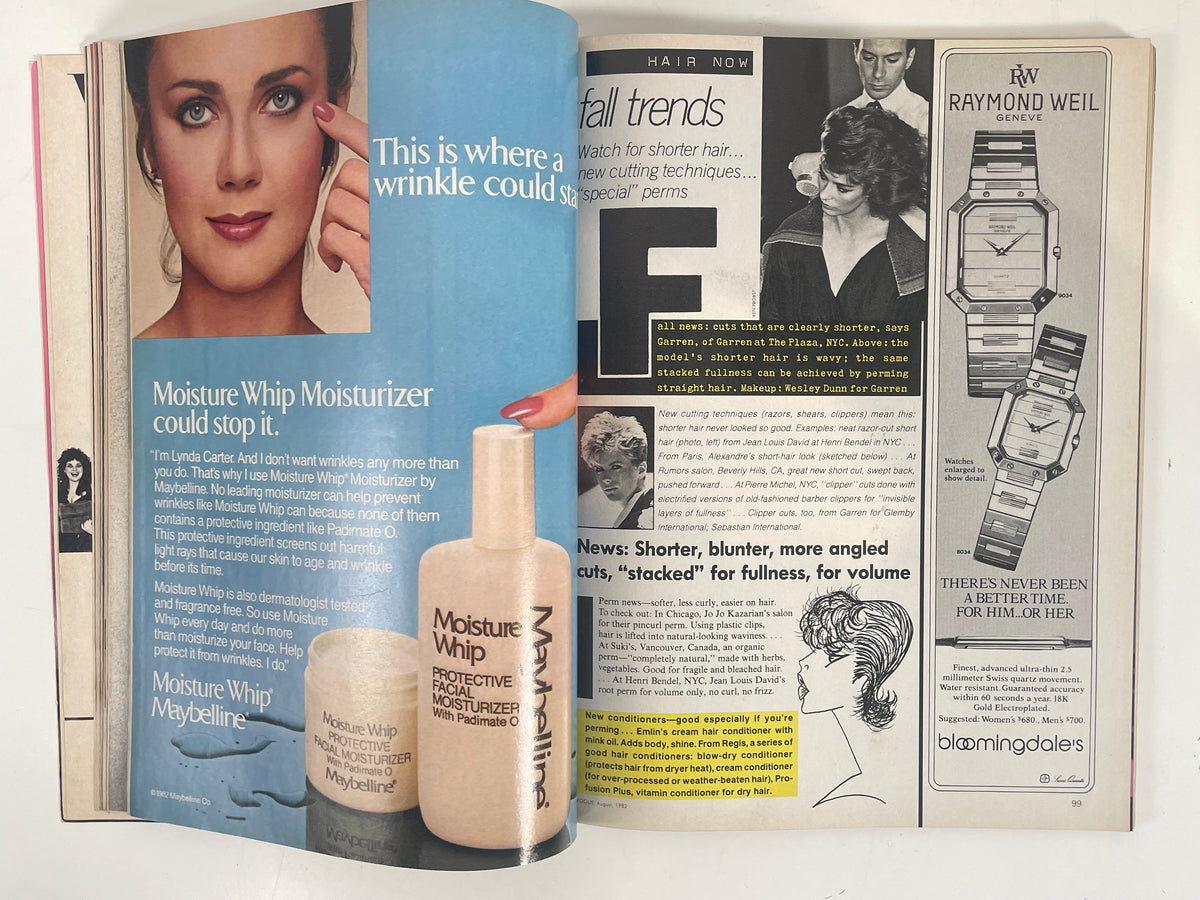 This is where a
wrinkle could sta
Moisture Whip Moisturizer
could stop it.
"I'm Lynda Carter. And I don't want wrinkles any more than
you do. That's why I use Moisture Whip® Moisturizer by
Maybelline. No leading moisturizer can help prevent
wrinkles like Moisture Whip can because none of them
contains a protective ingredient like Padimate O.
This protective ingredient screens out harmful
light rays that cause our skin to age and wrinkle
before its time.
Moisture Whip is also dermatologist tested
and fragrance free. So use Moisture
Whip every day and do more
than moisturize your face. Help
protect it from wrinkles. I do."
Moisture Whip®
Maybelline
© 1982 Maybelline Co.
Moisture Whip
PROTECTIVE
FACIAL MOISTURIZER
With Padimate O
Maybelline®
Moisture
Whip
PROTECTIVE
FACIAL
MOISTURIZER
With Padimate O
Maybelline®
HAIR NOW
fall trends
Watch for shorter hair...
new cutting techniques...
"special" perms
F
all news: cuts that are clearly shorter, says
Garren, of Garren at The Plaza, NYC. Above: the
model's shorter hair is wavy; the same
stacked fullness can be achieved by perming
straight hair. Makeup: Wesley Dunn for Garren
New cutting techniques (razors, shears, clippers) mean this:
shorter hair never looked so good. Examples: neat razor-cut short
hair (photo, left) from Jean Louis David at Henri Bendel in NYC . . .
From Paris, Alexandre's short-hair look (sketched below) . . . At
Rumors salon, Beverly Hills, CA, great new short cut, swept back,
pushed forward . . . At Pierre Michel, NYC, "clipper" cuts done with
electrified versions of old-fashioned barber clippers for "invisible
layers of fullness" . . . Clipper cuts, too, from Garren for Glemby
International; Sebastian International.
News: Shorter, blunter, more angled
cuts, "stacked" for fullness, for volume
Perm news—softer, less curly, easier on hair.
To check out: In Chicago, Jo Jo Kazarian's salon
for their pincurl perm. Using plastic clips,
hair is lifted into natural-looking waviness. . . .
At Suki's, Vancouver, Canada, an organic
perm—"completely natural," made with herbs,
vegetables. Good for fragile and bleached hair.
. . . At Henri Bendel, NYC, Jean Louis David's
root perm for volume only, no curl, no frizz.
New conditioners—good especially if you're
perming . . . Emlin's cream hair conditioner with
mink oil. Adds body, shine. From Regis, a series of
good hair conditioners: blow-dry conditioner
(protects hair from dryer heat), cream conditioner
(for over-processed or weather-beaten hair), Pro-
fusion Plus, vitamin conditioner for dry hair.
VOGUE August, 1982
99
RW
RAYMOND WEIL
GENEVE
RAYMOND WEIL
GENEVE
QUARTZ
9034
Watches
enlarged to
show detail.
8034
THERE'S NEVER BEEN
A BETTER TIME.
FOR HIM...OR HER
Finest, advanced ultra-thin 2.5
millimeter Swiss quartz movement.
Water resistant. Guaranteed accuracy
within 60 seconds a year. 18K
Gold Electroplated.
Suggested: Women's $680., Men's $700.
bloomingdale's
Swiss Quartz